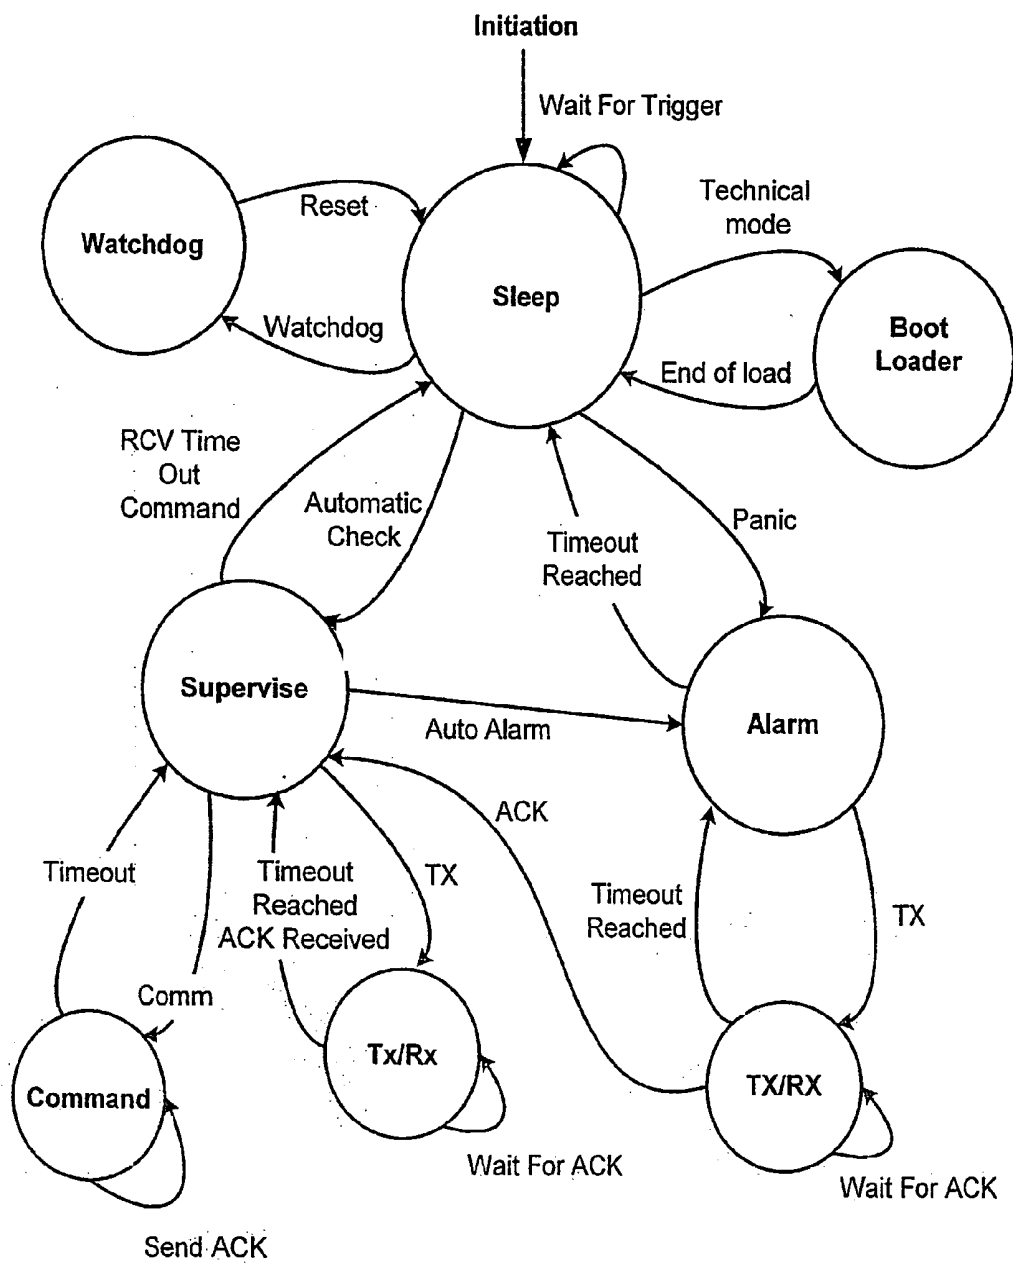 Initiation
Wait For Trigger
Technical
mode
Reset
Watchdog
Sleep
Watchdog
Boot
Loader
End of load
RCV Time
Out
Command
Automatic
Check
Panic
Timeout
Reached
Supervise
Auto Alarm
Alarm
ACK
Timeout
Timeout
Reached
ACK Received
TX
Timeout
Reached
TX
Comm
Tx/Rx
TX/RX
Command
Wait For ACK
Wait For ACK
Send ACK